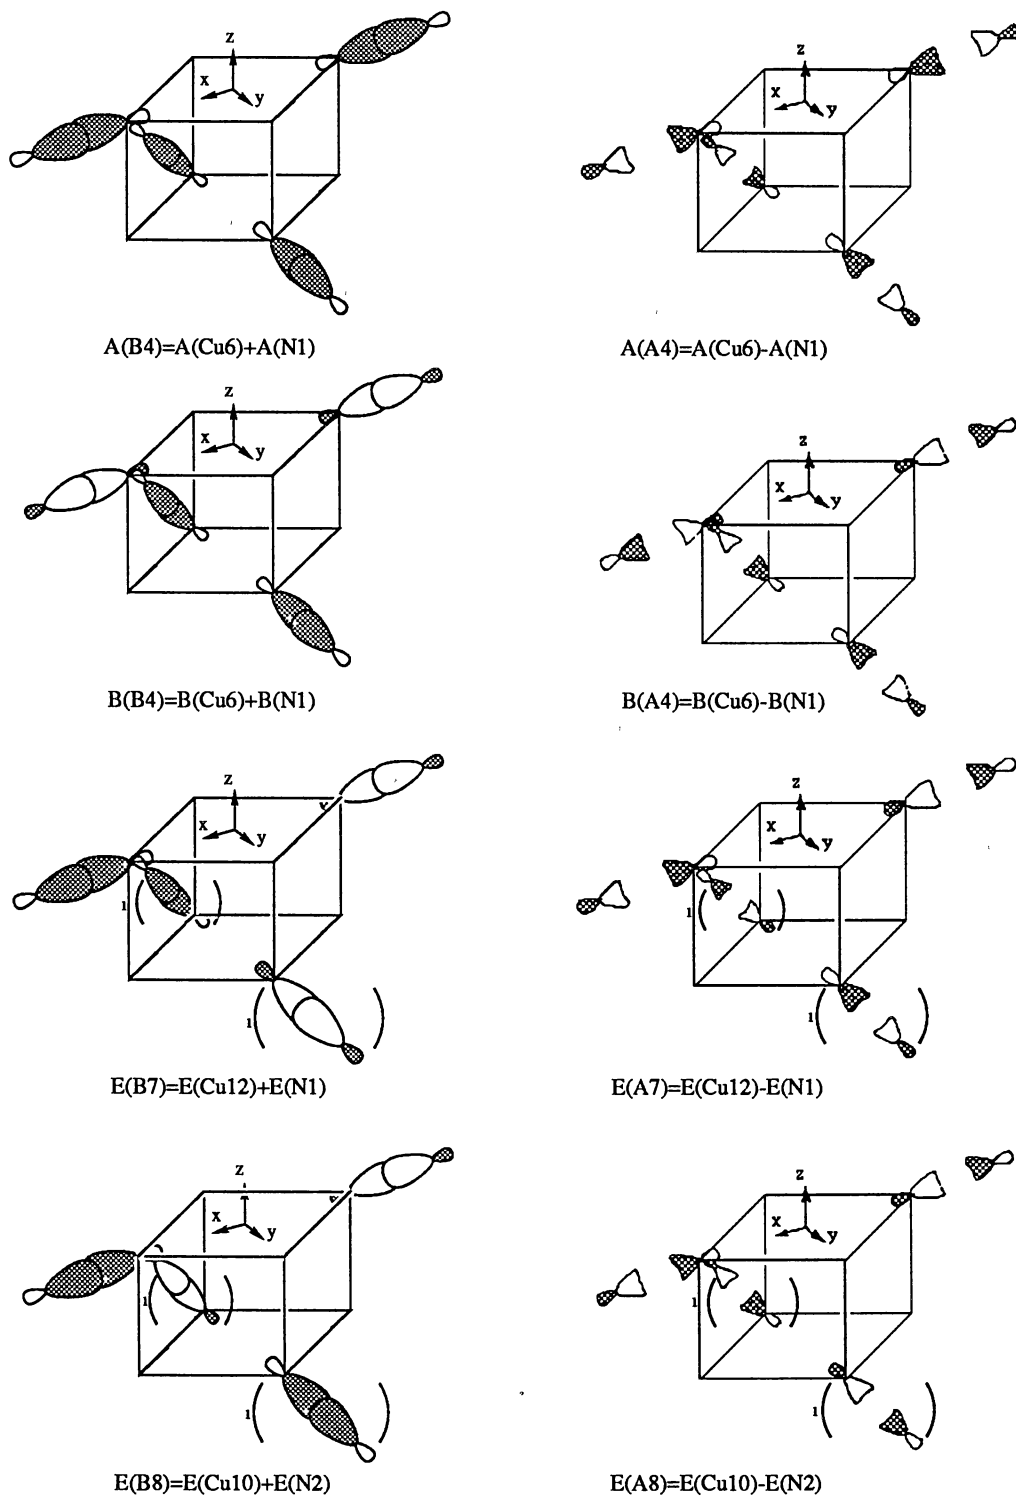 z
x
y
A(B4)=A(Cu6)+A(N1)
z
x
y
A(A4)=A(Cu6)-A(N1)
z
x
y
B(B4)=B(Cu6)+B(N1)
z
x
y
B(A4)=B(Cu6)-B(N1)
z
x
y
1
1
E(B7)=E(Cu12)+E(N1)
z
x
y
1
1
E(A7)=E(Cu12)-E(N1)
z
x
y
1
1
E(B8)=E(Cu10)+E(N2)
z
x
y
1
1
E(A8)=E(Cu10)-E(N2)